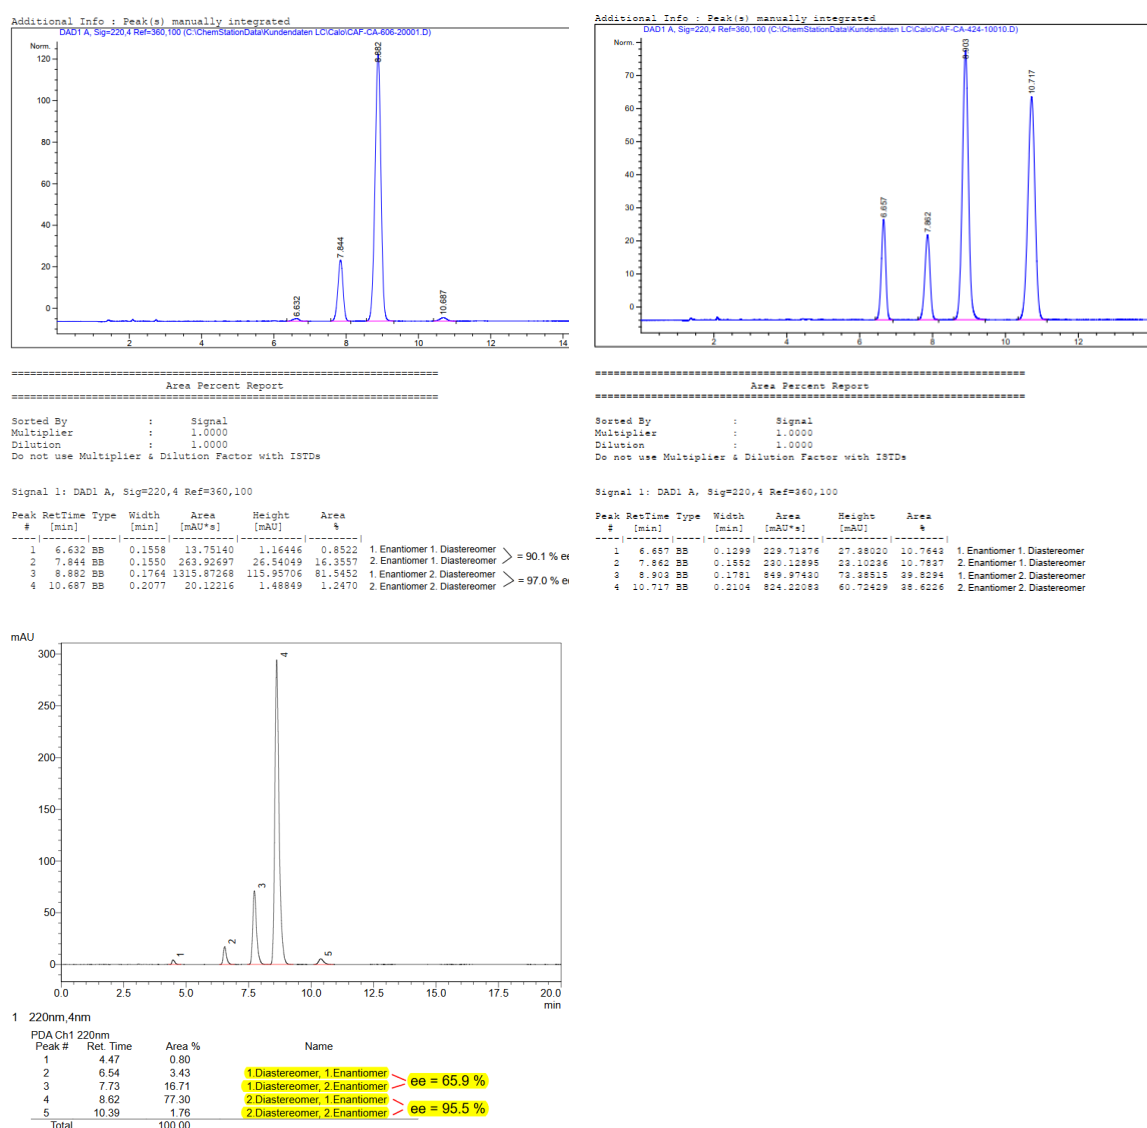 Additional Info : Peak(s) manually integrated
DAD1 A, Sig=220,4 Ref=360,100 (C:\ChemStationData\Kundendaten LC\Calo\CAF-CA-606-20001.D)
Norm.
120
100
80
60
40
20
0
6.632
7.844
8.882
10.687
2 4 6 8 10 12 14
==================================================================
Area Percent Report
==================================================================
Sorted By : Signal
Multiplier : 1.0000
Dilution : 1.0000
Do not use Multiplier & Dilution Factor with ISTDs
Signal 1: DAD1 A, Sig=220,4 Ref=360,100
Peak RetTime Type Width Area Height Area
# [min] [min] [mAU*s] [mAU] %
----|-------|----|-------|----------|----------|--------|
1 6.632 BB 0.1558 13.75140 1.16446 0.8522 1. Enantiomer 1. Diastereomer
2 7.844 BB 0.1550 263.92697 26.54049 16.3557 2. Enantiomer 1. Diastereomer
= 90.1 % ee
3 8.882 BB 0.1764 1315.87268 115.95706 81.5452 1. Enantiomer 2. Diastereomer
4 10.687 BB 0.2077 20.12216 1.48849 1.2470 2. Enantiomer 2. Diastereomer
= 97.0 % ee
Additional Info : Peak(s) manually integrated
DAD1 A, Sig=220,4 Ref=360,100 (C:\ChemStationData\Kundendaten LC\Calo\CAF-CA-424-10010.D)
Norm.
70
60
50
40
30
20
10
0
6.657
7.862
8.903
10.717
2 4 6 8 10 12
==================================================================
Area Percent Report
==================================================================
Sorted By : Signal
Multiplier : 1.0000
Dilution : 1.0000
Do not use Multiplier & Dilution Factor with ISTDs
Signal 1: DAD1 A, Sig=220,4 Ref=360,100
Peak RetTime Type Width Area Height Area
# [min] [min] [mAU*s] [mAU] %
----|-------|----|-------|----------|----------|--------|
1 6.657 BB 0.1299 229.71376 27.38020 10.7643 1. Enantiomer 1. Diastereomer
2 7.862 BB 0.1552 230.12895 23.10236 10.7837 2. Enantiomer 1. Diastereomer
3 8.903 BB 0.1781 849.97430 73.38515 39.8294 1. Enantiomer 2. Diastereomer
4 10.717 BB 0.2104 824.22083 60.72429 38.6226 2. Enantiomer 2. Diastereomer
mAU
300
250
200
150
100
50
0
1
2
3
4
5
0.0 2.5 5.0 7.5 10.0 12.5 15.0 17.5 20.0
min
1 220nm,4nm
PDA Ch1 220nm
Peak # Ret. Time Area % Name
1 4.47 0.80
2 6.54 3.43 1.Diastereomer, 1.Enantiomer
3 7.73 16.71 1.Diastereomer, 2.Enantiomer
ee = 65.9 %
4 8.62 77.30 2.Diastereomer, 1.Enantiomer
5 10.39 1.76 2.Diastereomer, 2.Enantiomer
ee = 95.5 %
Total 100.00